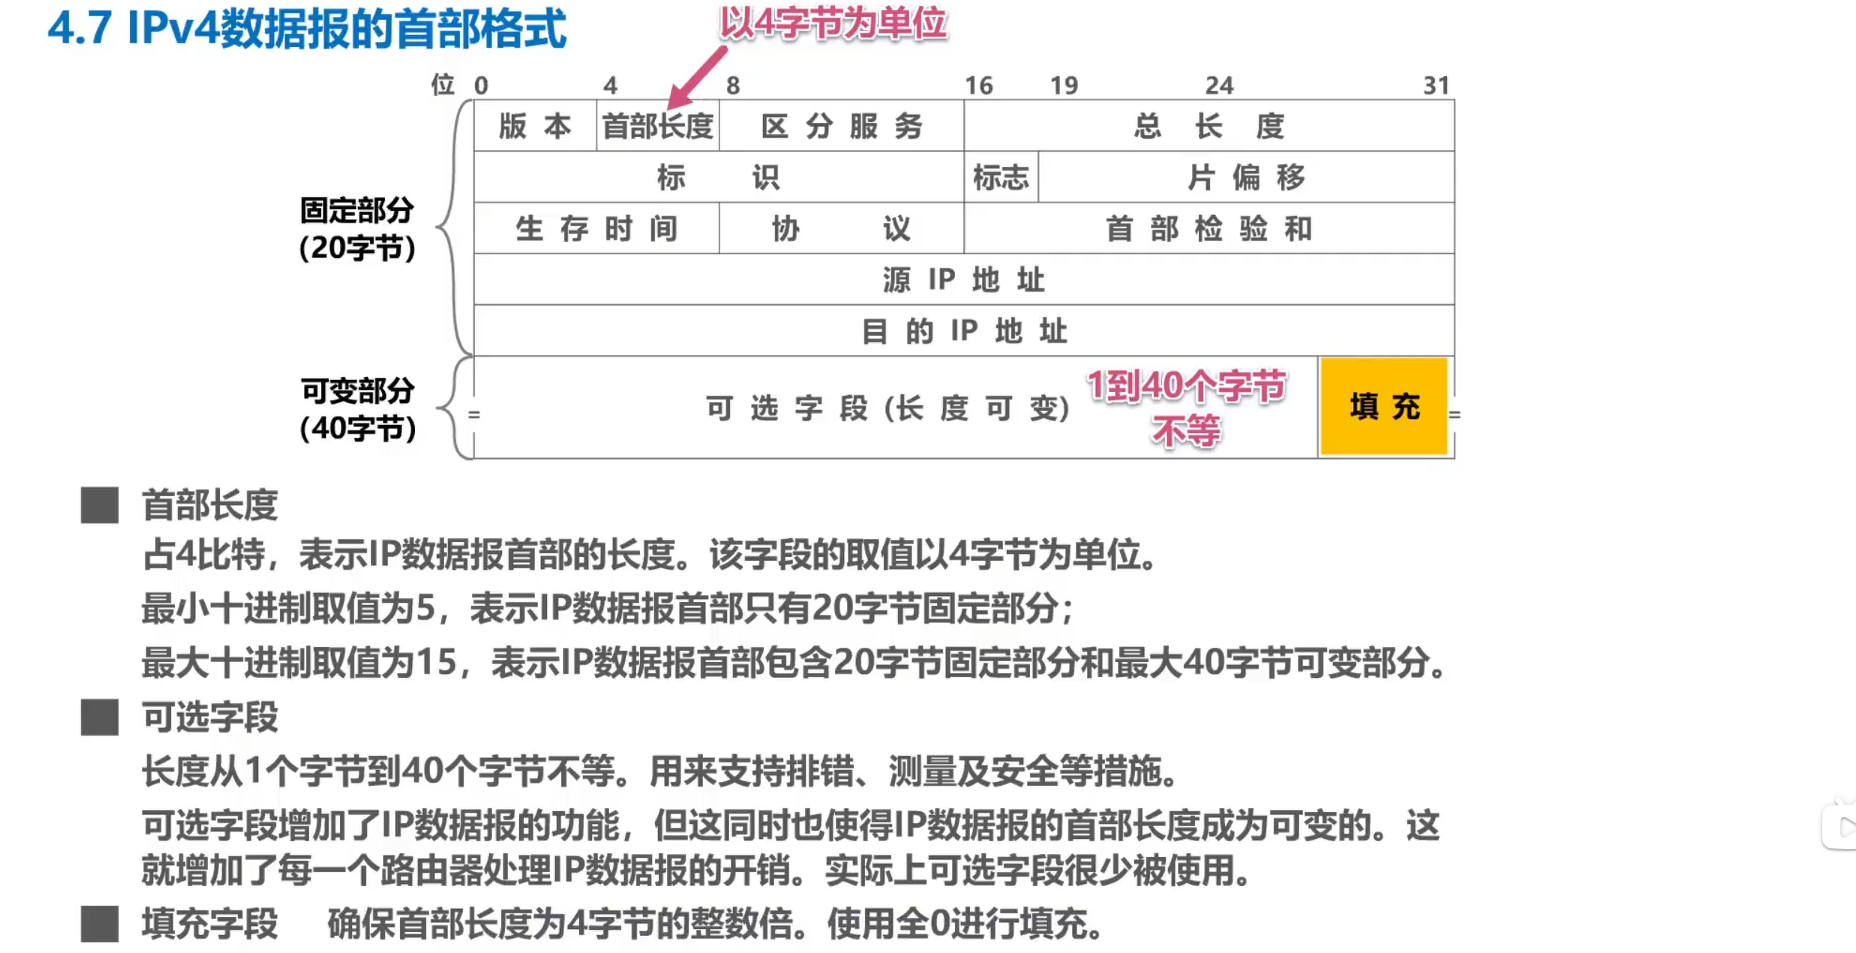 4.7 IPv4数据报的首部格式
以4字节为单位
位 0 4 8 16 19 24 31
版 本 首部长度 区 分 服 务 总 长 度
标 识 标志 片 偏 移
固定部分
(20字节)
生 存 时 间 协 议 首 部 检 验 和
源 IP 地 址
目 的 IP 地 址
可变部分
(40字节)
可 选 字 段 (长 度 可 变)
1到40个字节
不等
填 充
首部长度
占4比特，表示IP数据报首部的长度。该字段的取值以4字节为单位。
最小十进制取值为5，表示IP数据报首部只有20字节固定部分；
最大十进制取值为15，表示IP数据报首部包含20字节固定部分和最大40字节可变部分。
可选字段
长度从1个字节到40个字节不等。用来支持排错、测量及安全等措施。
可选字段增加了IP数据报的功能，但这同时也使得IP数据报的首部长度成为可变的。这
就增加了每一个路由器处理IP数据报的开销。实际上可选字段很少被使用。
填充字段 确保首部长度为4字节的整数倍。使用全0进行填充。